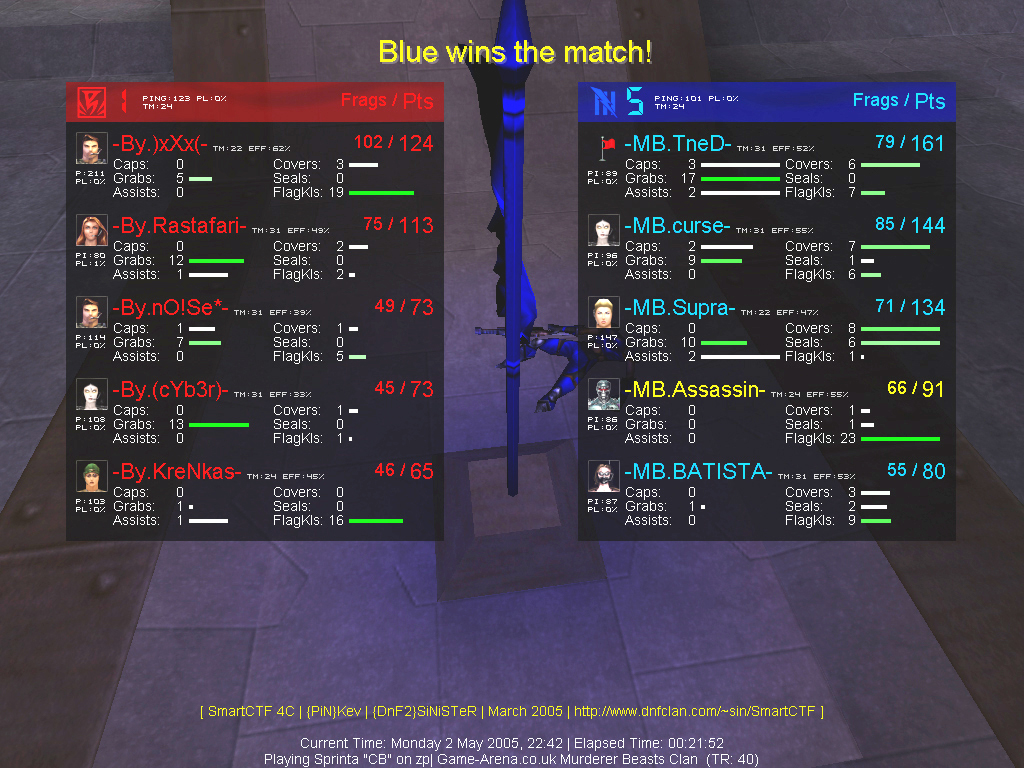 Blue wins the match!
1 PING:123 PL:0% TM:24 Frags / Pts
-By.)xXx(- TM:22 EFF:62% 102 / 124
P:211 PL:0%
Caps: 0 Covers: 3
Grabs: 5 Seals: 0
Assists: 0 FlagKls: 19
-By.Rastafari- TM:31 EFF:49% 75 / 113
PI:80 PL:1%
Caps: 0 Covers: 2
Grabs: 12 Seals: 0
Assists: 1 FlagKls: 2
-By.nO!Se*- TM:31 EFF:39% 49 / 73
P:114 PL:0%
Caps: 1 Covers: 1
Grabs: 7 Seals: 0
Assists: 0 FlagKls: 5
-By.(cYb3r)- TM:31 EFF:33% 45 / 73
P:108 PL:0%
Caps: 0 Covers: 1
Grabs: 13 Seals: 0
Assists: 0 FlagKls: 1
-By.KreNkas- TM:24 EFF:45% 46 / 65
P:103 PL:0%
Caps: 0 Covers: 0
Grabs: 1 Seals: 0
Assists: 1 FlagKls: 16
5 PING:101 PL:0% TM:24 Frags / Pts
-MB.TneD- TM:31 EFF:52% 79 / 161
PI:89 PL:0%
Caps: 3 Covers: 6
Grabs: 17 Seals: 0
Assists: 2 FlagKls: 7
-MB.curse- TM:31 EFF:55% 85 / 144
PI:96 PL:0%
Caps: 2 Covers: 7
Grabs: 9 Seals: 1
Assists: 0 FlagKls: 6
-MB.Supra- TM:22 EFF:47% 71 / 134
P:147 PL:0%
Caps: 0 Covers: 8
Grabs: 10 Seals: 6
Assists: 2 FlagKls: 1
-MB.Assassin- TM:24 EFF:55% 66 / 91
PI:86 PL:0%
Caps: 0 Covers: 1
Grabs: 0 Seals: 1
Assists: 0 FlagKls: 23
-MB.BATISTA- TM:31 EFF:53% 55 / 80
PI:87 PL:0%
Caps: 0 Covers: 3
Grabs: 1 Seals: 2
Assists: 0 FlagKls: 9
[ SmartCTF 4C | {PiN}Kev | {DnF2}SiNiSTeR | March 2005 | http://www.dnfclan.com/~sin/SmartCTF ]
Current Time: Monday 2 May 2005, 22:42 | Elapsed Time: 00:21:52
Playing Sprinta "CB" on zp| Game-Arena.co.uk Murderer Beasts Clan (TR: 40)